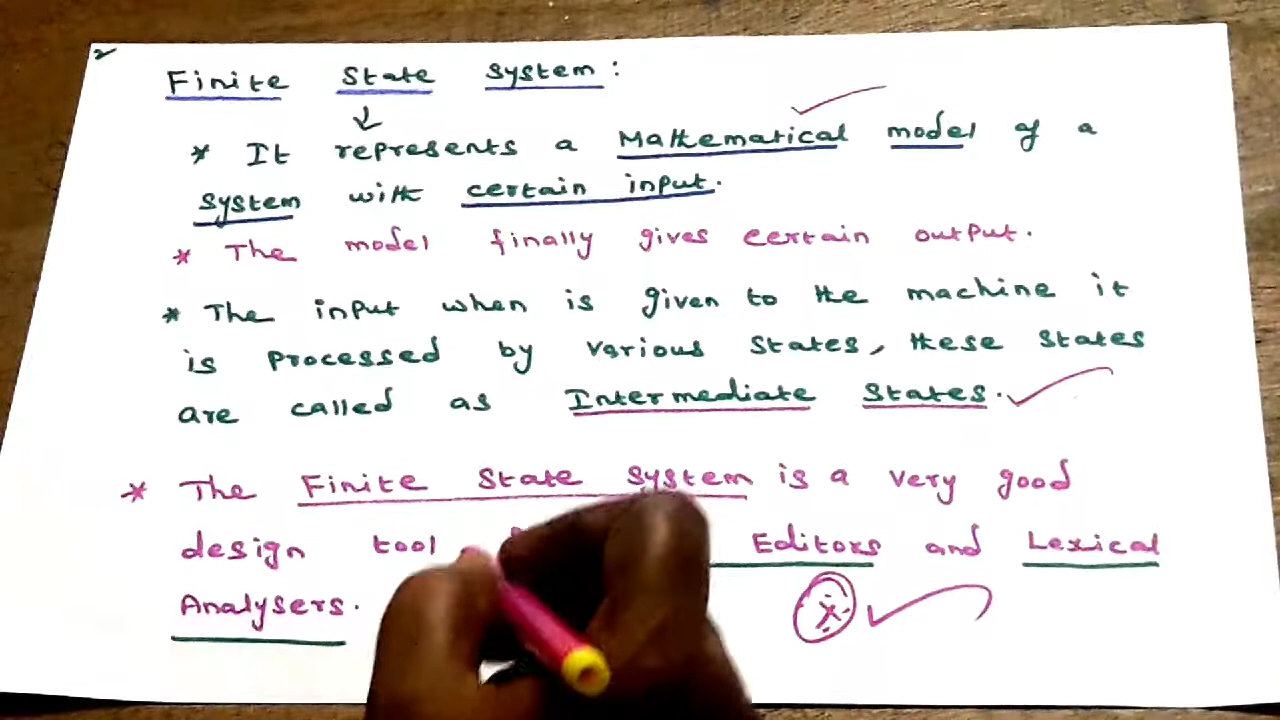 2
Finite State System:
* It represents a Mathematical model of a
System with certain input.
* The model finally gives certain output.
* The input when is given to the machine it
is processed by various states, these states
are called as Intermediate States.
* The Finite State System is a very good
design tool Editors and Lexical
Analysers.